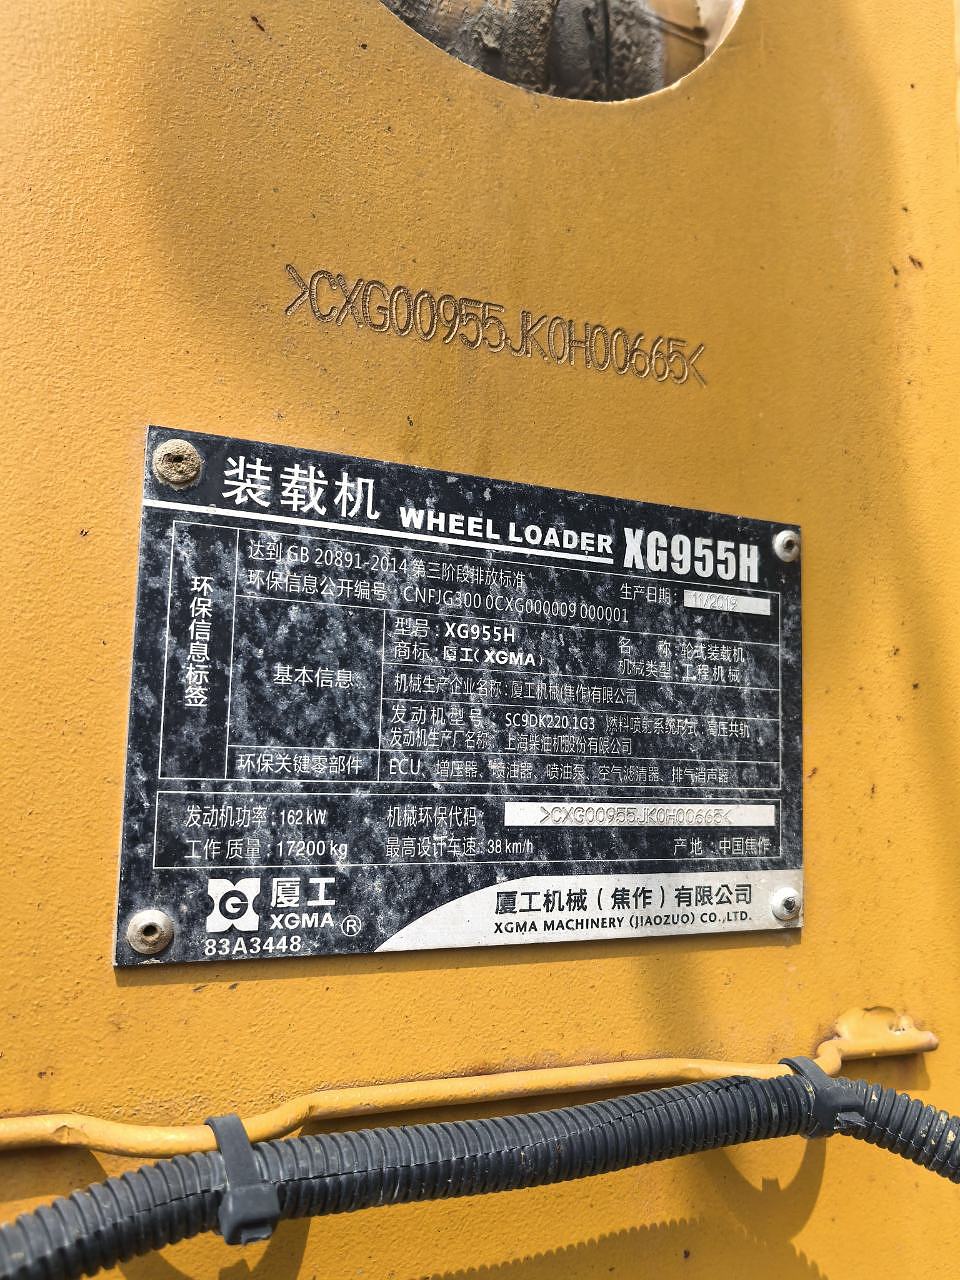 >CXG00955JK0H00665<
装载机 WHEEL LOADER XG955H
环保信息标签
达到 GB 20891-2014 第三阶段排放标准
生产日期: 11/2019
环保信息公开编号 CNFJG300 0CXG000009 000001
基本信息
型号: XG955H 名 称 轮式装载机
商标: 厦工(XGMA) 机械类型: 工程机械
机械生产企业名称: 厦工机械(焦作)有限公司
发动机型号: SC9DK220.1G3 燃料喷射系统形式: 高压共轨
发动机生产厂名称: 上海柴油机股份有限公司
环保关键零部件 ECU、增压器、喷油器、喷油泵、空气滤清器、排气消声器
发动机功率: 162 kW 机械环保代码: >CXG00955JK0H00665<
工作质量: 17200 kg 最高设计车速: 38 km/h 产地: 中国焦作
厦工
XGMA ®
83A3448
厦工机械(焦作)有限公司
XGMA MACHINERY (JIAOZUO) CO.,LTD.